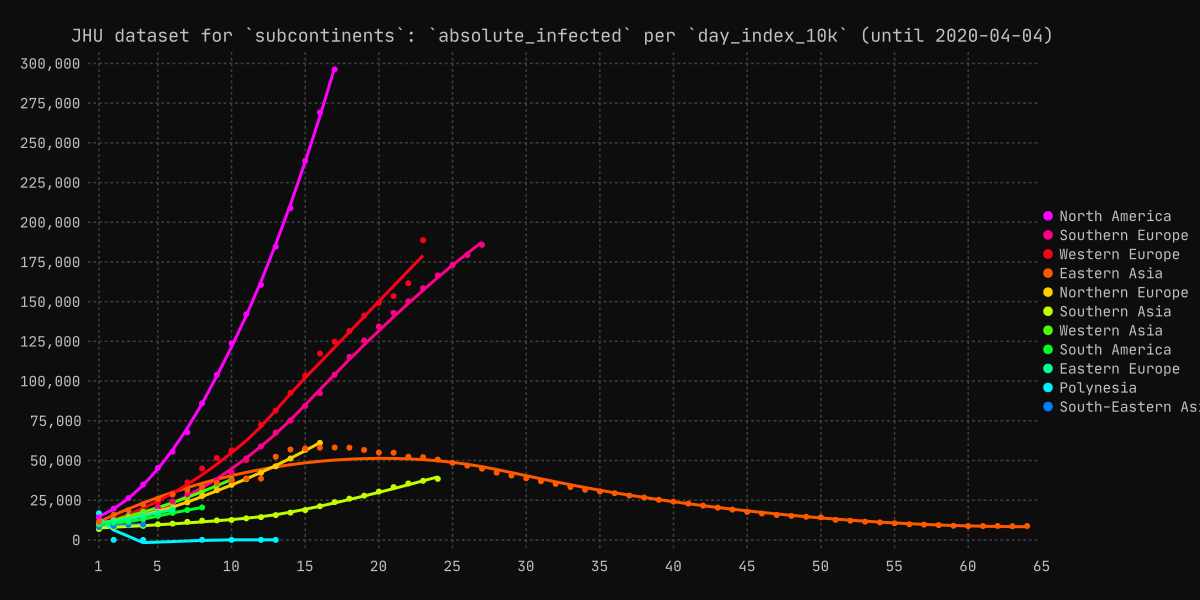 JHU dataset for `subcontinents`: `absolute_infected` per `day_index_10k` (until 2020-04-04)
300,000
275,000
250,000
225,000
200,000
175,000
150,000
125,000
100,000
75,000
50,000
25,000
0
1 5 10 15 20 25 30 35 40 45 50 55 60 65
North America
Southern Europe
Western Europe
Eastern Asia
Northern Europe
Southern Asia
Western Asia
South America
Eastern Europe
Polynesia
South-Eastern Asi